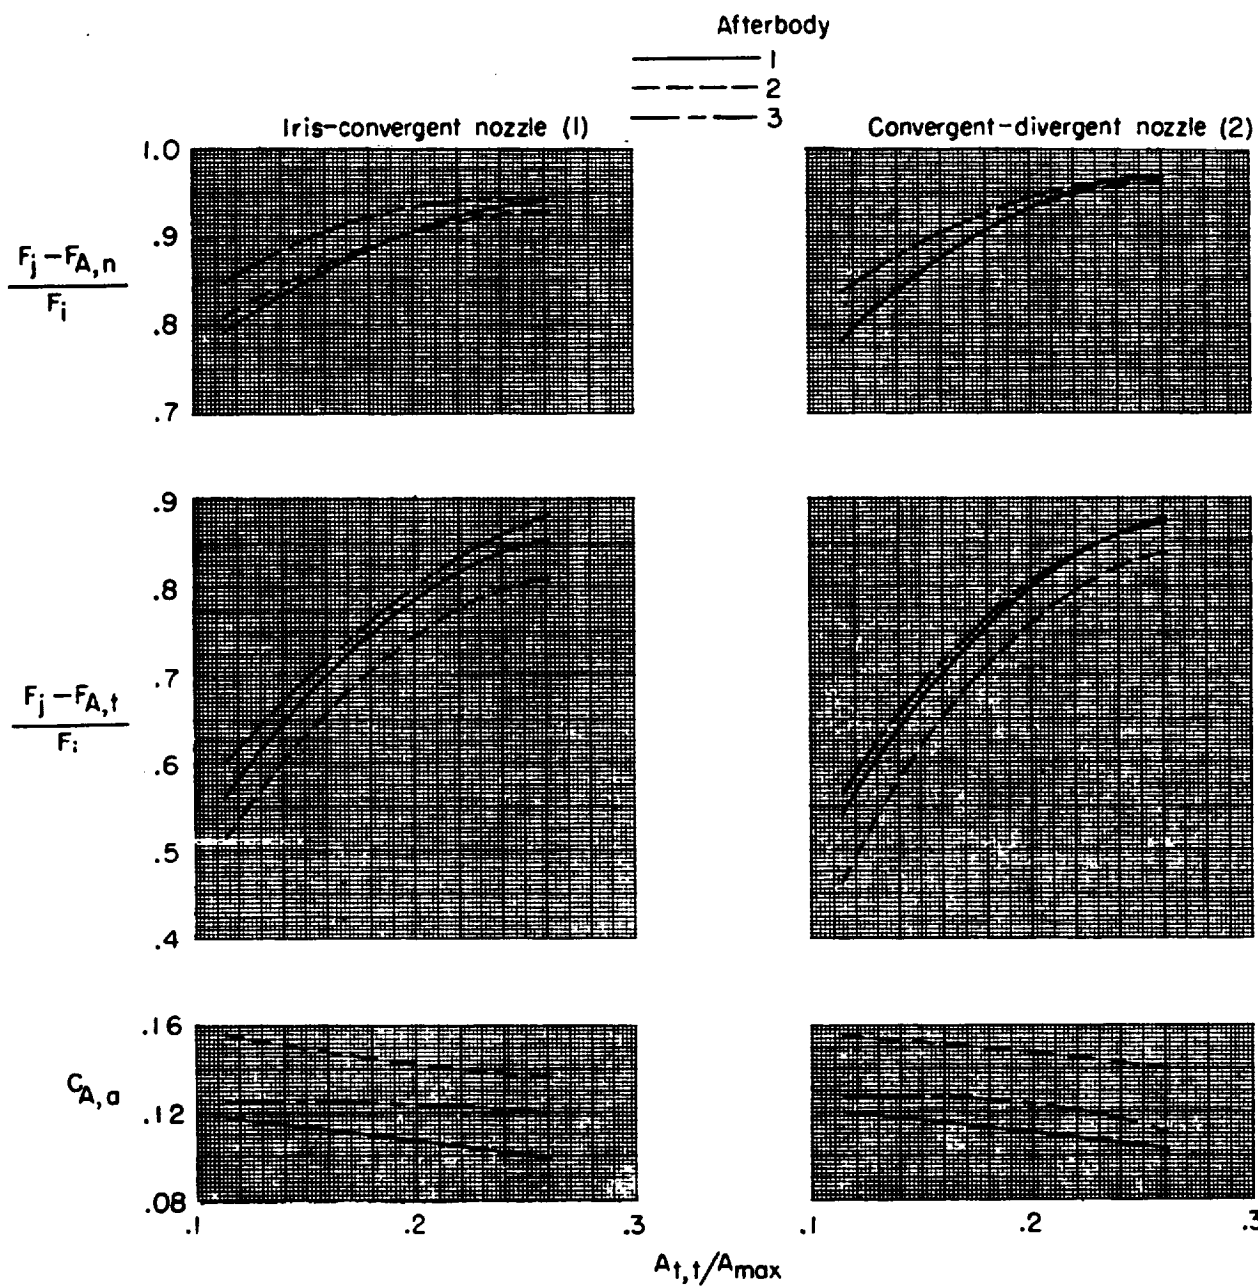 Afterbody
1
2
3
Iris-convergent nozzle (1)
Convergent-divergent nozzle (2)
1.0
.9
.8
.7
Fj – FA,n
Fi
.9
.8
.7
.6
.5
.4
Fj – FA,t
Fi
.16
.12
.08
CA,a
.1
.2
.3
.1
.2
.3
At,t/Amax